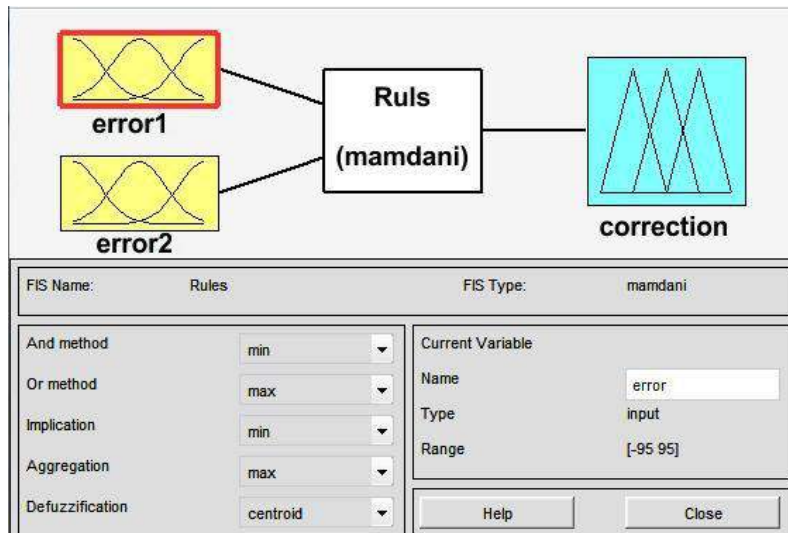 error1
error2
Ruls
(mamdani)
correction
FIS Name: Rules FIS Type: mamdani
And method min
Or method max
Implication min
Aggregation max
Defuzzification centroid
Current Variable
Name error
Type input
Range [-95 95]
Help Close